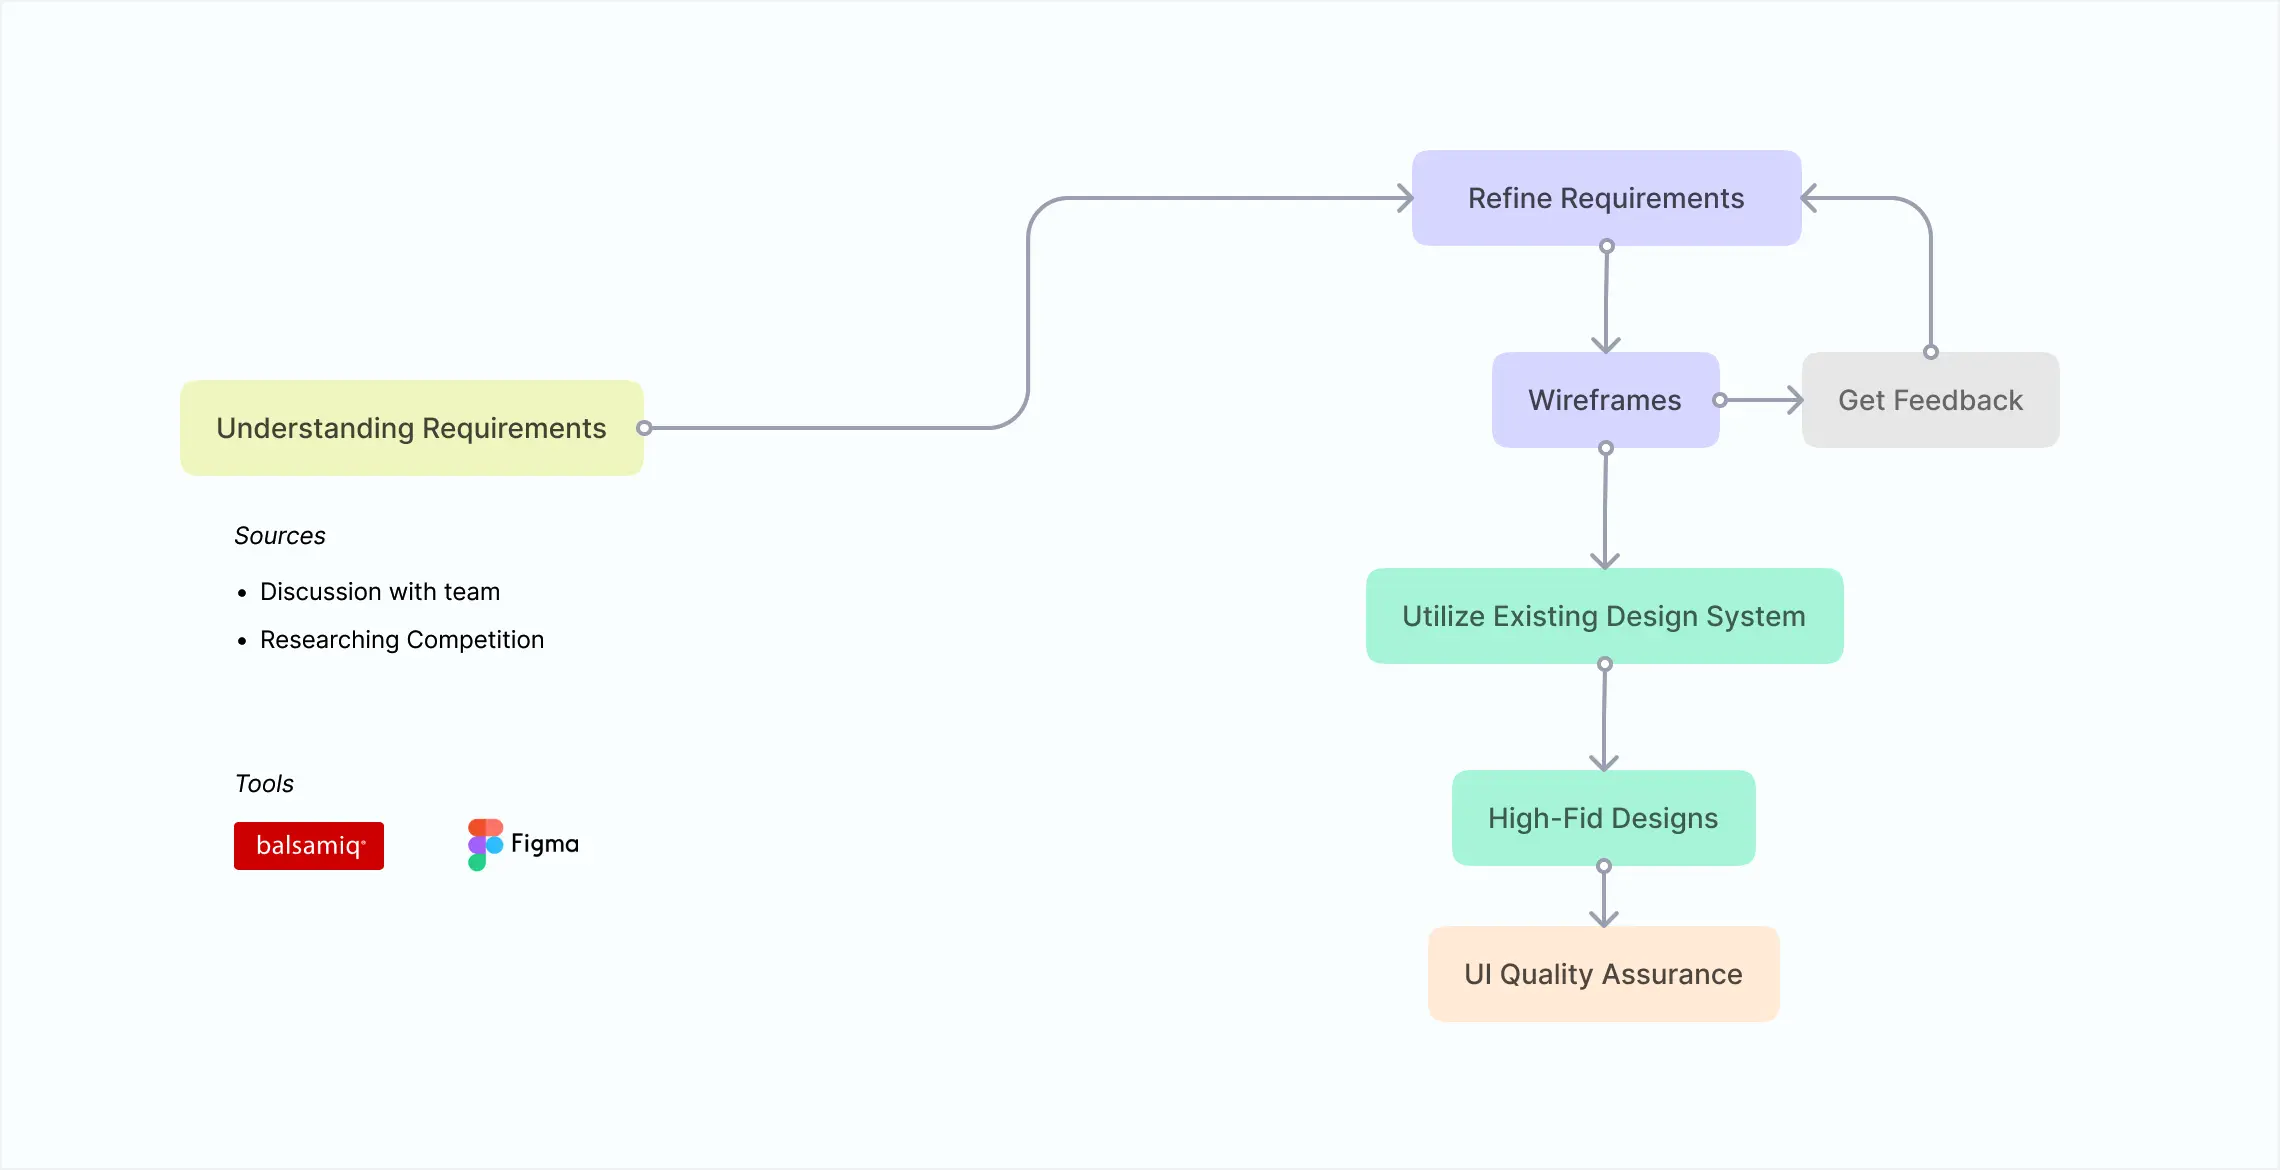 Understanding Requirements
Sources
• Discussion with team
• Researching Competition
Tools
balsamiq®
Figma
Refine Requirements
Wireframes
Get Feedback
Utilize Existing Design System
High-Fid Designs
UI Quality Assurance